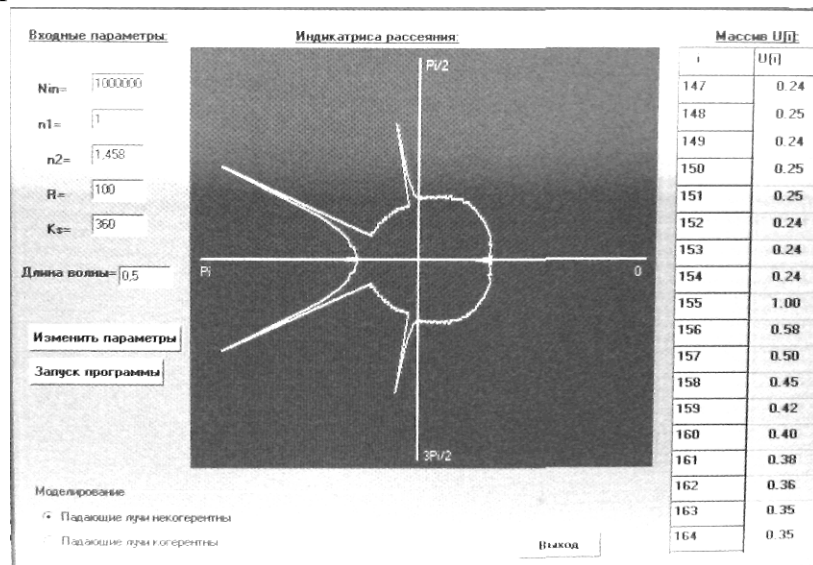 Входные параметры:
Индикатриса рассеяния:
Массив U[i]:
Nin= 1000000
n1= 1
n2= 1,458
R= 100
Ks= 360
Длина волны= 0,5
Изменить параметры
Запуск программы
Pi/2
Pi
0
3Pi/2
i U[i]
147 0.24
148 0.25
149 0.24
150 0.25
151 0.25
152 0.24
153 0.24
154 0.24
155 1.00
156 0.58
157 0.50
158 0.45
159 0.42
160 0.40
161 0.38
162 0.36
163 0.35
164 0.35
Моделирование
Падающие лучи некогерентны
Падающие лучи когерентны
Выход